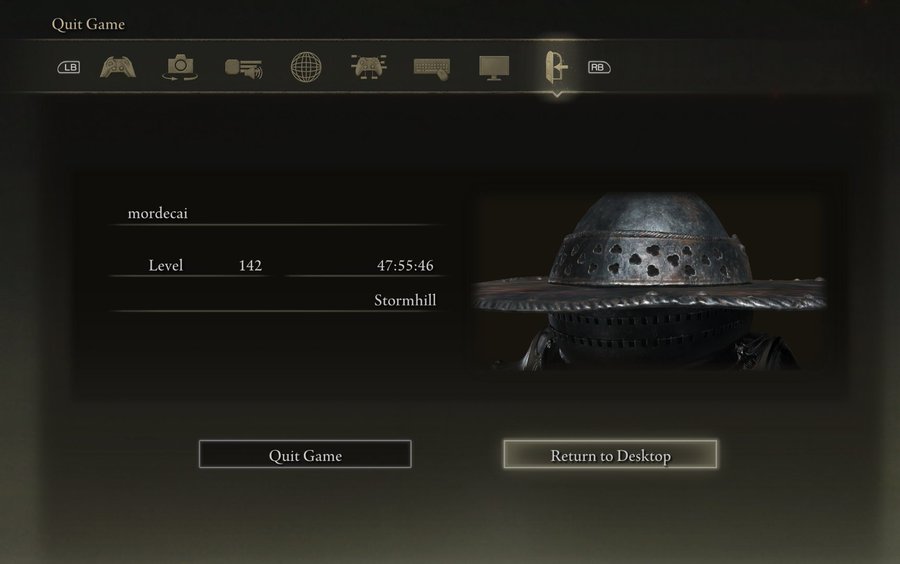 Quit Game
LB
RB
mordecai
Level 142 47:55:46
Stormhill
Quit Game Return to Desktop